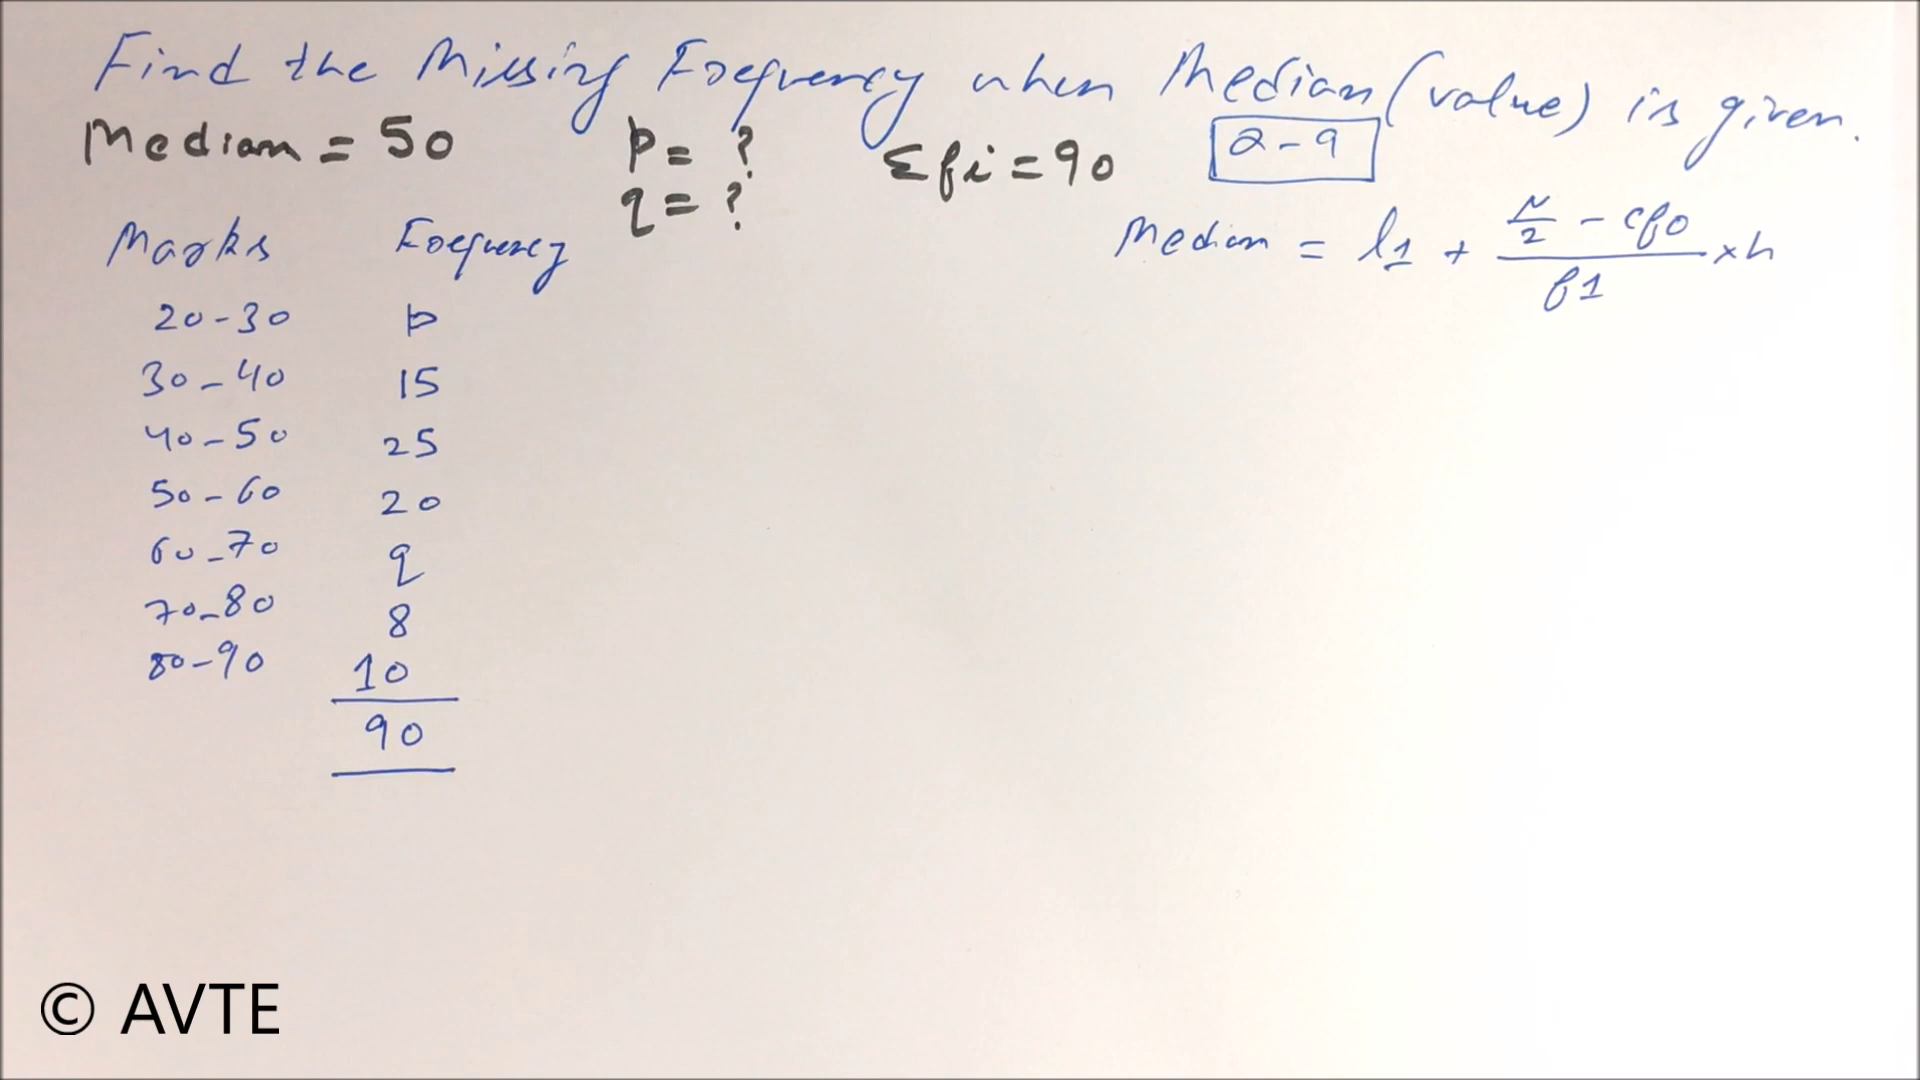 Find the Missing Frequency when Median (value) is given.
Median = 50 p = ? Σfi = 90 Q-9
q = ?
Marks Frequency Median = l1 + N/2 - cf0 / f1 × h
20-30 p
30-40 15
40-50 25
50-60 20
60-70 q
70-80 8
80-90 10
90
© AVTE